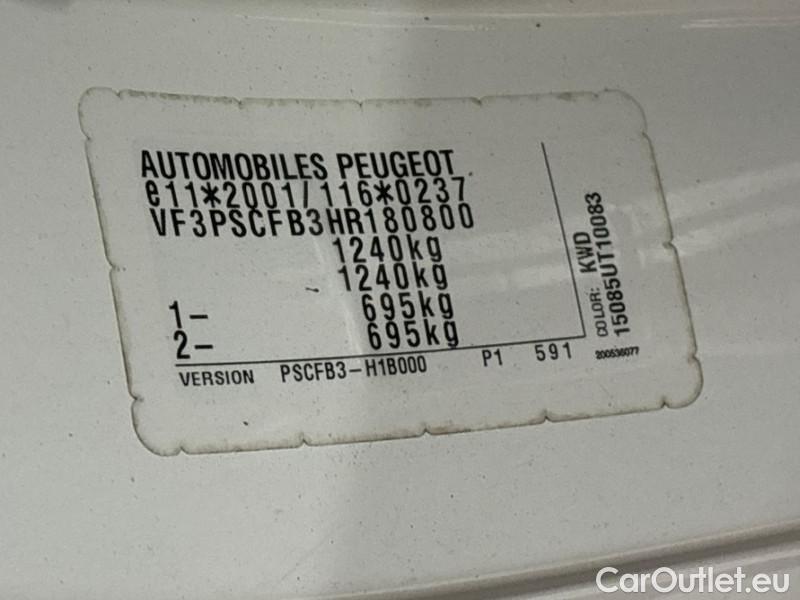 AUTOMOBILES PEUGEOT
e11*2001/116*0237
VF3PSCFB3HR180800
1240kg
1240kg
1- 695kg
2- 695kg
VERSION PSCFB3-H1B000 P1 591
COLOR: KWD
15085UT10083
200536077
CarOutlet.eu